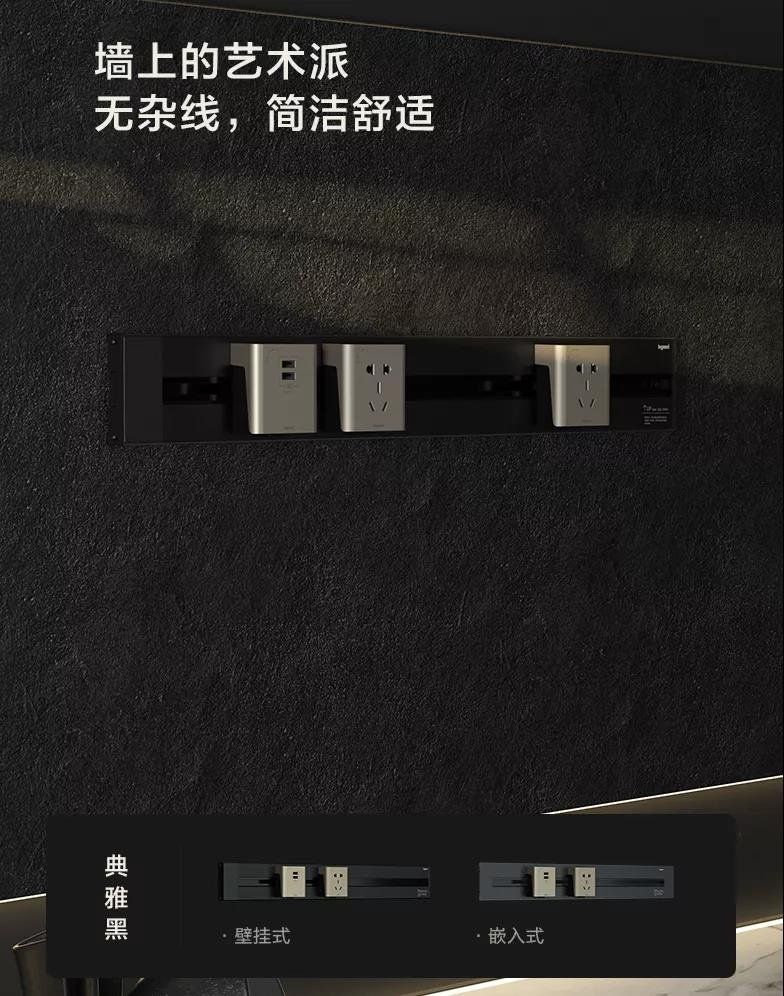 墙上的艺术派
无杂线，简洁舒适
legrand
典雅黑
· 壁挂式
· 嵌入式